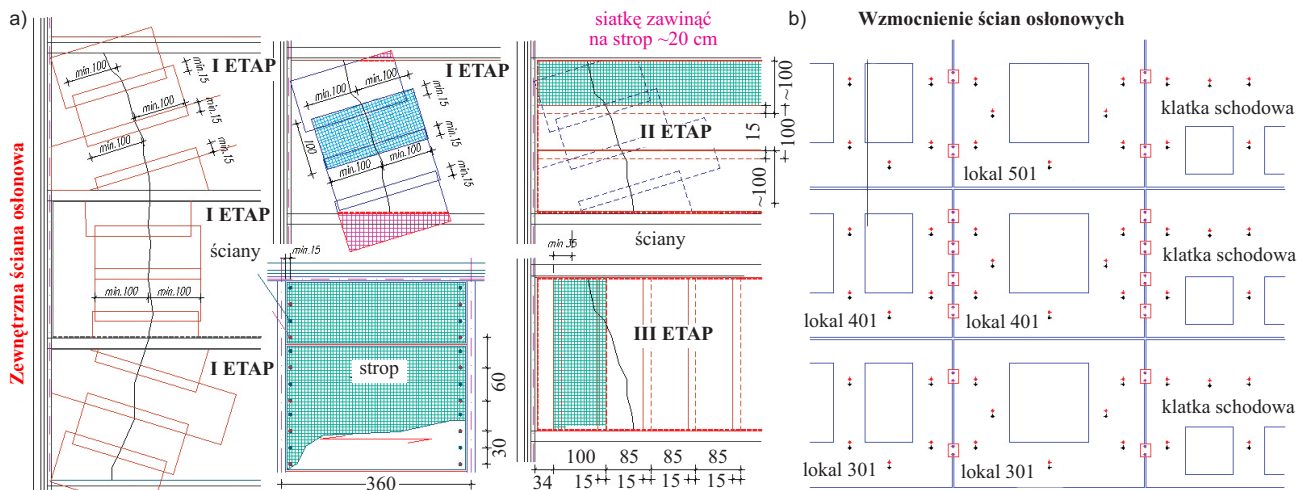 a)
Zewnętrzna ściana osłonowa
I ETAP
min.100
min.15
min.100
min.15
min.100
min.15
I ETAP
ściany
min.100
min.100
I ETAP
I ETAP
min.100
min.100
min.15
100
min.15
min.100
min.100
min.15
siatkę zawinąć
na strop ~20 cm
II ETAP
~100
15
100
~100
ściany
min.15
strop
60
30
360
min 35
III ETAP
100
85
85
85
34
15
15
15
15
b)
Wzmocnienie ścian osłonowych
klatka schodowa
lokal 501
klatka schodowa
lokal 401
lokal 401
klatka schodowa
lokal 301
lokal 301